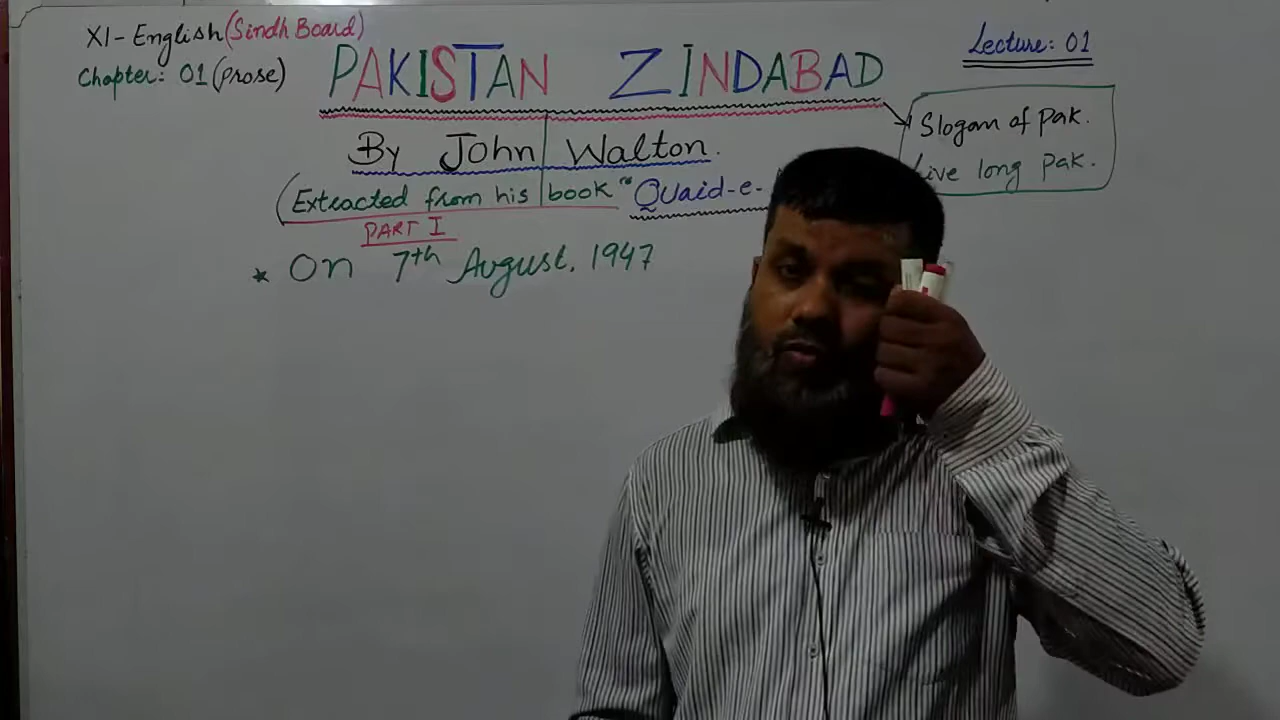 XI-English (Sindh Board)
Chapter: 01 (Prose)
PAKISTAN ZINDABAD
Lecture: 01
Slogam of Pak.
Live long Pak.
By John Walton.
(Extracted from his book "Quaid-e-
PART I
* On 7th August, 1947